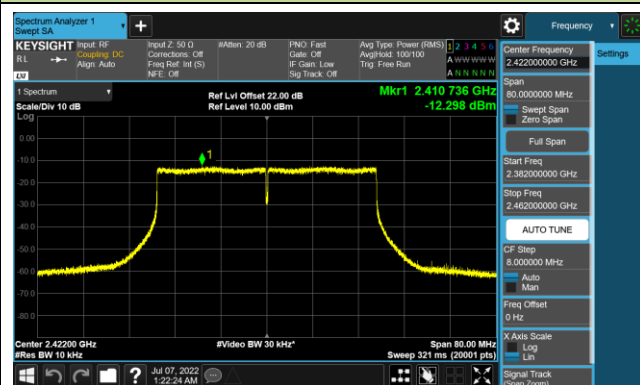 Spectrum Analyzer 1
Swept SA
Frequency
KEYSIGHT
RL
Input: RF
Coupling: DC
Align: Auto
Input Z: 50 Ω
Corrections: Off
Freq Ref: Int (S)
NFE: Off
#Atten: 20 dB
PNO: Fast
Gate: Off
IF Gain: Low
Sig Track: Off
Avg Type: Power (RMS)
Avg|Hold: 100/100
Trig: Free Run
1 2 3 4 5 6
A W W W W W
A N N N N N
LXI
1 Spectrum
Scale/Div 10 dB
Ref Lvl Offset 22.00 dB
Ref Level 10.00 dBm
Mkr1 2.410 736 GHz
-12.298 dBm
Log
0.00
-10.0
-20.0
-30.0
-40.0
-50.0
-60.0
-70.0
-80.0
1
Center 2.42200 GHz
#Res BW 10 kHz
#Video BW 30 kHz*
Span 80.00 MHz
Sweep 321 ms (20001 pts)
Jul 07, 2022
1:22:24 AM
Center Frequency
2.422000000 GHz
Settings
Span
80.0000000 MHz
Swept Span
Zero Span
Full Span
Start Freq
2.382000000 GHz
Stop Freq
2.462000000 GHz
AUTO TUNE
CF Step
8.000000 MHz
Auto
Man
Freq Offset
0 Hz
X Axis Scale
Log
Lin
Signal Track
(Span Zoom)